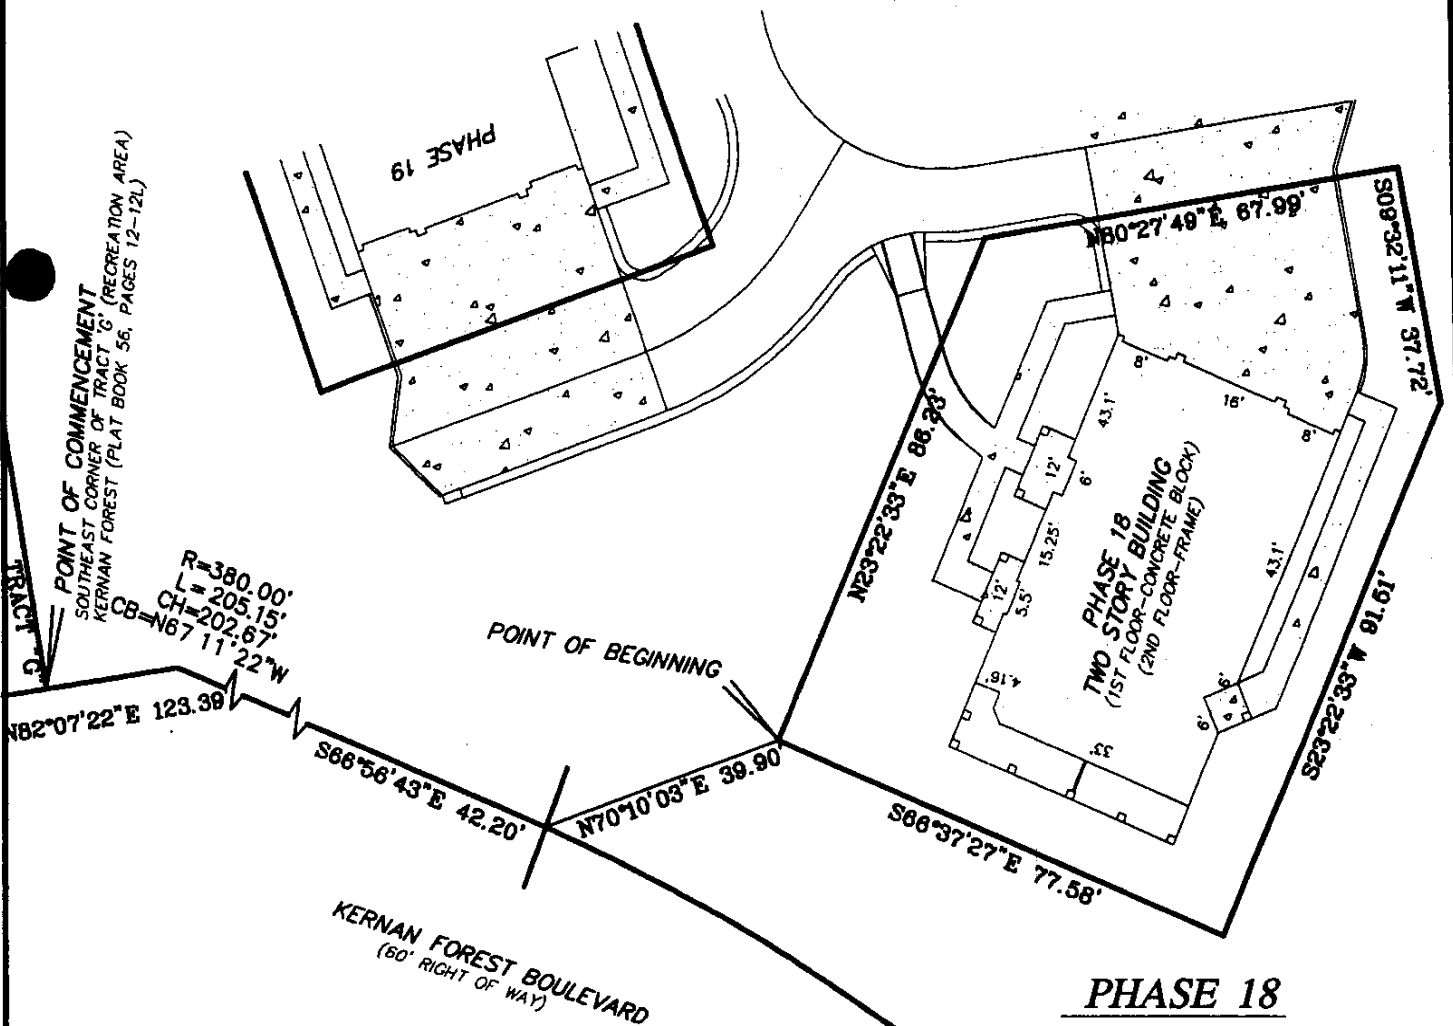 PHASE 19
POINT OF COMMENCEMENT
SOUTHEAST CORNER OF TRACT 'G' (RECREATION AREA)
KERNAN FOREST (PLAT BOOK 56, PAGES 12-12L)
TRACT "G"
R=380.00'
L=205.15'
CH=202.67'
CB=N67 11'22"W
N82°07'22"E 123.39
S66°56'43"E 42.20'
N70°10'03"E 39.90
POINT OF BEGINNING
N23°22'33"E 86.23'
N80°27'49"E 67.99'
S09°32'11"W 37.72'
S23°22'33"W 91.61'
S66°37'27"E 77.58'
8'
16'
8'
43.1'
12'
6'
15.25'
12'
5.5'
4.16'
33'
43.1'
6'
6'
PHASE 18
TWO STORY BUILDING
(1ST FLOOR-CONCRETE BLOCK)
(2ND FLOOR-FRAME)
KERNAN FOREST BOULEVARD
(60' RIGHT OF WAY)
PHASE 18